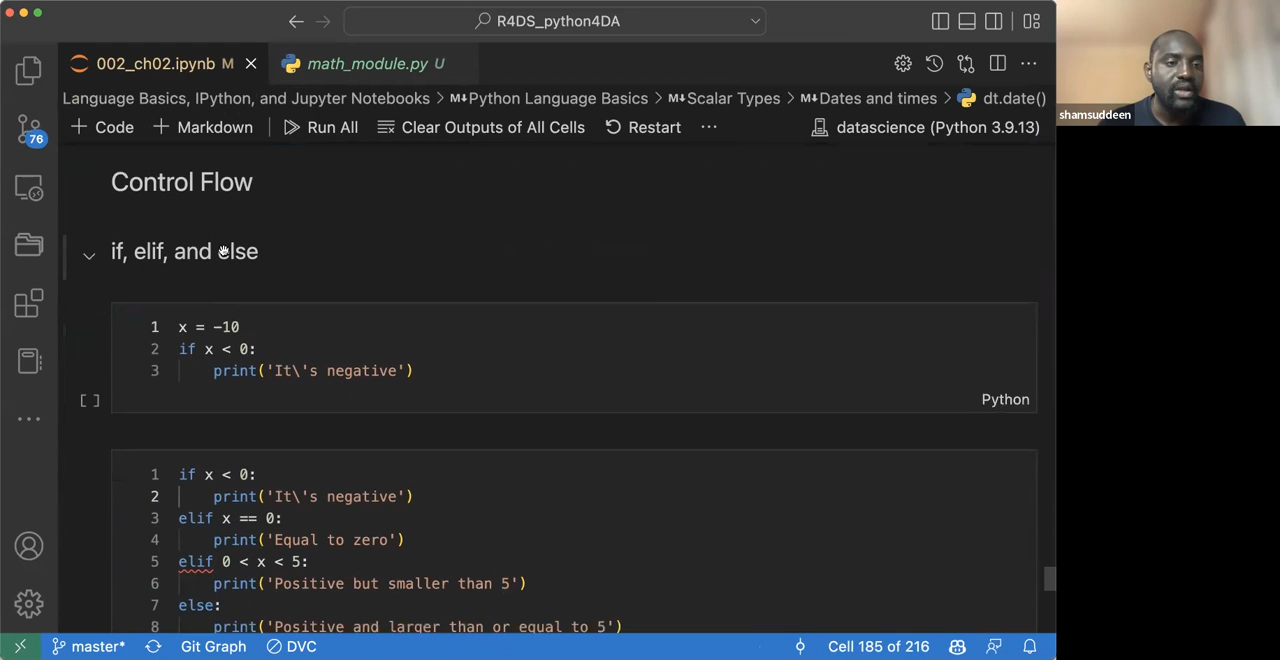 R4DS_python4DA
002_ch02.ipynb M
math_module.py U
Language Basics, IPython, and Jupyter Notebooks > M↓Python Language Basics > M↓Scalar Types > M↓Dates and times > dt.date()
+ Code + Markdown Run All Clear Outputs of All Cells Restart ... datascience (Python 3.9.13)
76
shamsuddeen
Control Flow
if, elif, and else
1 x = -10
2 if x < 0:
3 print('It\'s negative')
[ ]
Python
1 if x < 0:
2 print('It\'s negative')
3 elif x == 0:
4 print('Equal to zero')
5 elif 0 < x < 5:
6 print('Positive but smaller than 5')
7 else:
8 print('Positive and larger than or equal to 5')
master* Git Graph DVC Cell 185 of 216